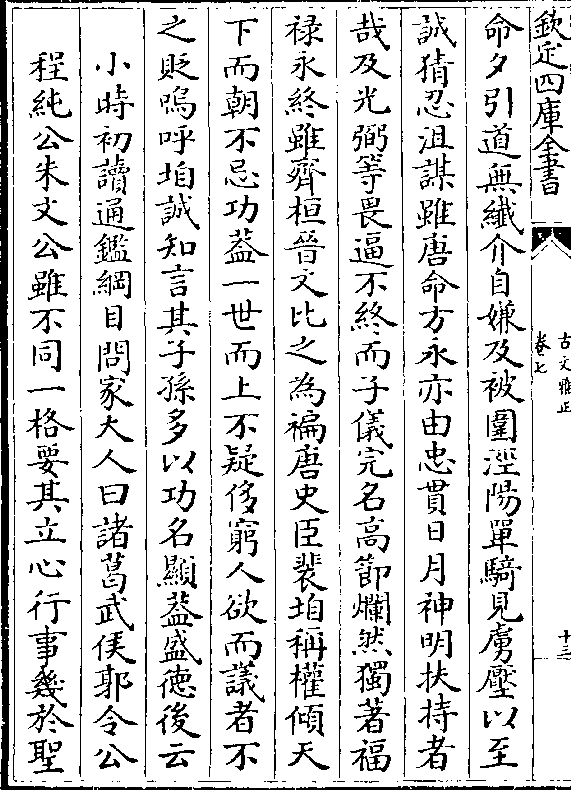 欽定四庫全書
古文雅正
卷七
十三
命夕引道無纖介自嫌及被圍涇陽單騎見虜壓以至
誠猜忍沮謀雖唐命方永亦由忠貫日月神明扶持者
哉及光弼等畏逼不終而子儀完名高節爛然獨著福
祿永終雖齊桓晉文比之為褊唐史臣裴垍稱權傾天
下而朝不忌功葢一世而上不疑侈窮人欲而議者不
之貶嗚呼垍誠知言其子孫多以功名顯葢盛徳後云
小時初讀通鑑綱目問家大人曰諸葛武侯郭令公
程純公朱文公雖不同一格要其立心行事幾於聖